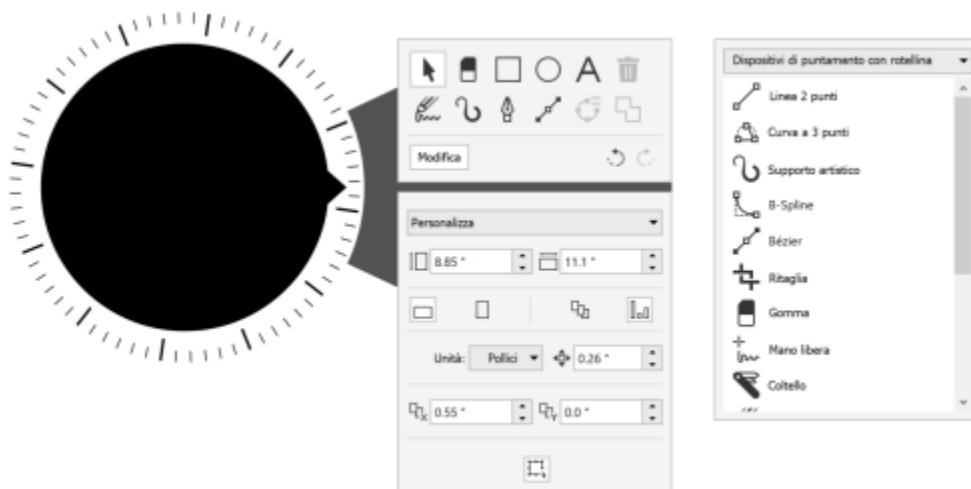 A
Modifica
Personalizza
8.85 "
11.1 "
Unità: Pollici
0.26 "
X 0.55 "
Y 0.0 "
Dispositivi di puntamento con rotellina
Linea 2 punti
Curva a 3 punti
Supporto artistico
B-Spline
Bézier
Ritaglia
Gomma
Mano libera
Coltello